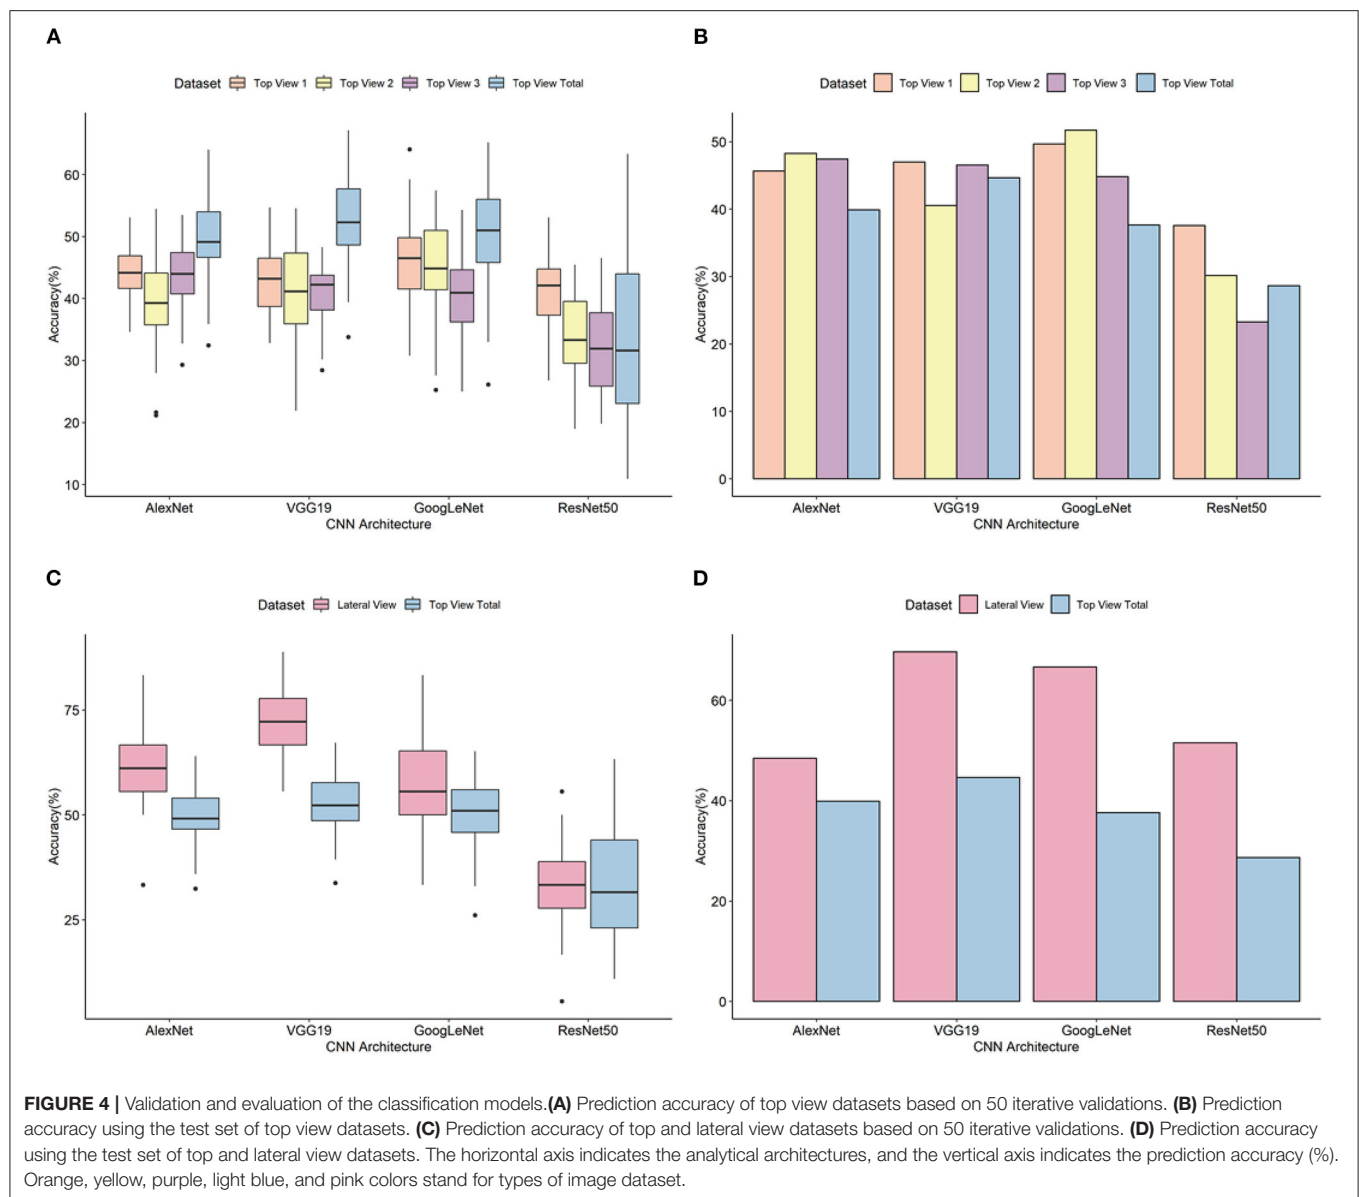 A
Dataset Top View 1 Top View 2 Top View 3 Top View Total
60
50
40
30
20
10
Accuracy(%)
AlexNet VGG19 GoogLeNet ResNet50
CNN Architecture
B
Dataset Top View 1 Top View 2 Top View 3 Top View Total
50
40
30
20
10
0
Accuracy(%)
AlexNet VGG19 GoogLeNet ResNet50
CNN Architecture
C
Dataset Lateral View Top View Total
75
50
25
Accuracy(%)
AlexNet VGG19 GoogLeNet ResNet50
CNN Architecture
D
Dataset Lateral View Top View Total
60
40
20
0
Accuracy(%)
AlexNet VGG19 GoogLeNet ResNet50
CNN Architecture
FIGURE 4 | Validation and evaluation of the classification models.(A) Prediction accuracy of top view datasets based on 50 iterative validations. (B) Prediction
accuracy using the test set of top view datasets. (C) Prediction accuracy of top and lateral view datasets based on 50 iterative validations. (D) Prediction accuracy
using the test set of top and lateral view datasets. The horizontal axis indicates the analytical architectures, and the vertical axis indicates the prediction accuracy (%).
Orange, yellow, purple, light blue, and pink colors stand for types of image dataset.